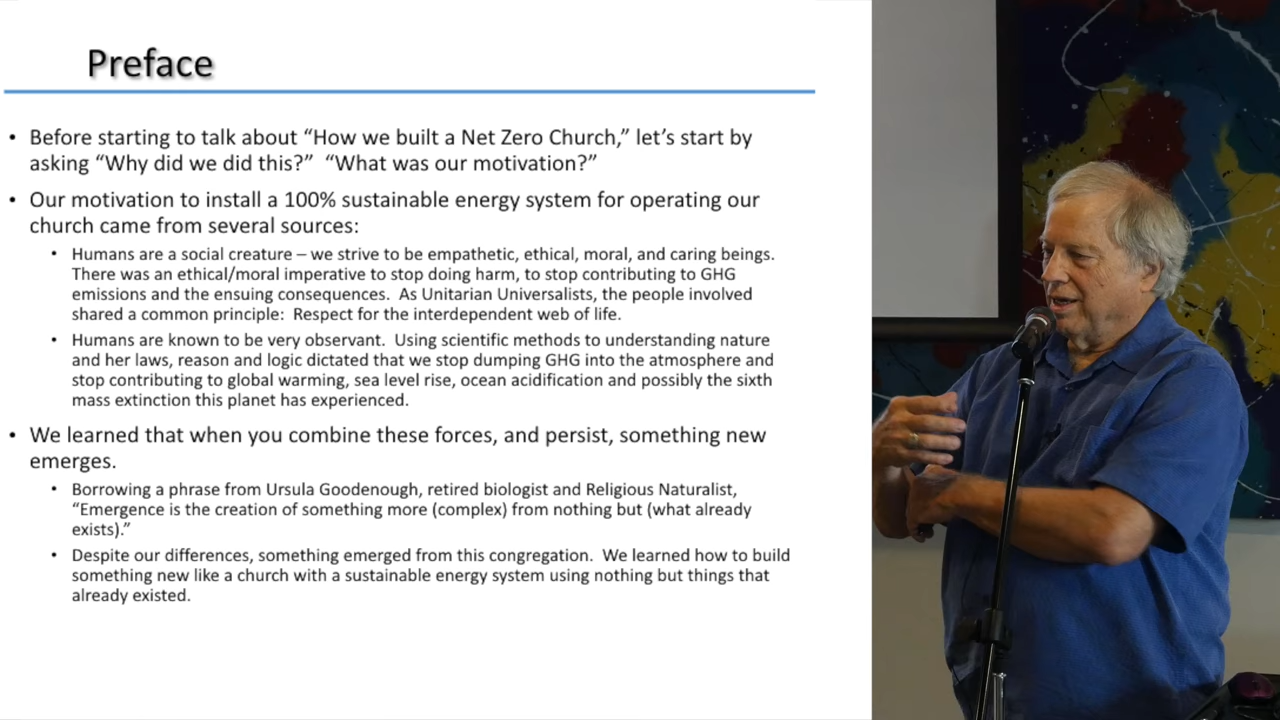 Preface
• Before starting to talk about “How we built a Net Zero Church,” let’s start by
asking “Why did we did this?” “What was our motivation?”
• Our motivation to install a 100% sustainable energy system for operating our
church came from several sources:
• Humans are a social creature – we strive to be empathetic, ethical, moral, and caring beings.
There was an ethical/moral imperative to stop doing harm, to stop contributing to GHG
emissions and the ensuing consequences. As Unitarian Universalists, the people involved
shared a common principle: Respect for the interdependent web of life.
• Humans are known to be very observant. Using scientific methods to understanding nature
and her laws, reason and logic dictated that we stop dumping GHG into the atmosphere and
stop contributing to global warming, sea level rise, ocean acidification and possibly the sixth
mass extinction this planet has experienced.
• We learned that when you combine these forces, and persist, something new
emerges.
• Borrowing a phrase from Ursula Goodenough, retired biologist and Religious Naturalist,
“Emergence is the creation of something more (complex) from nothing but (what already
exists).”
• Despite our differences, something emerged from this congregation. We learned how to build
something new like a church with a sustainable energy system using nothing but things that
already existed.